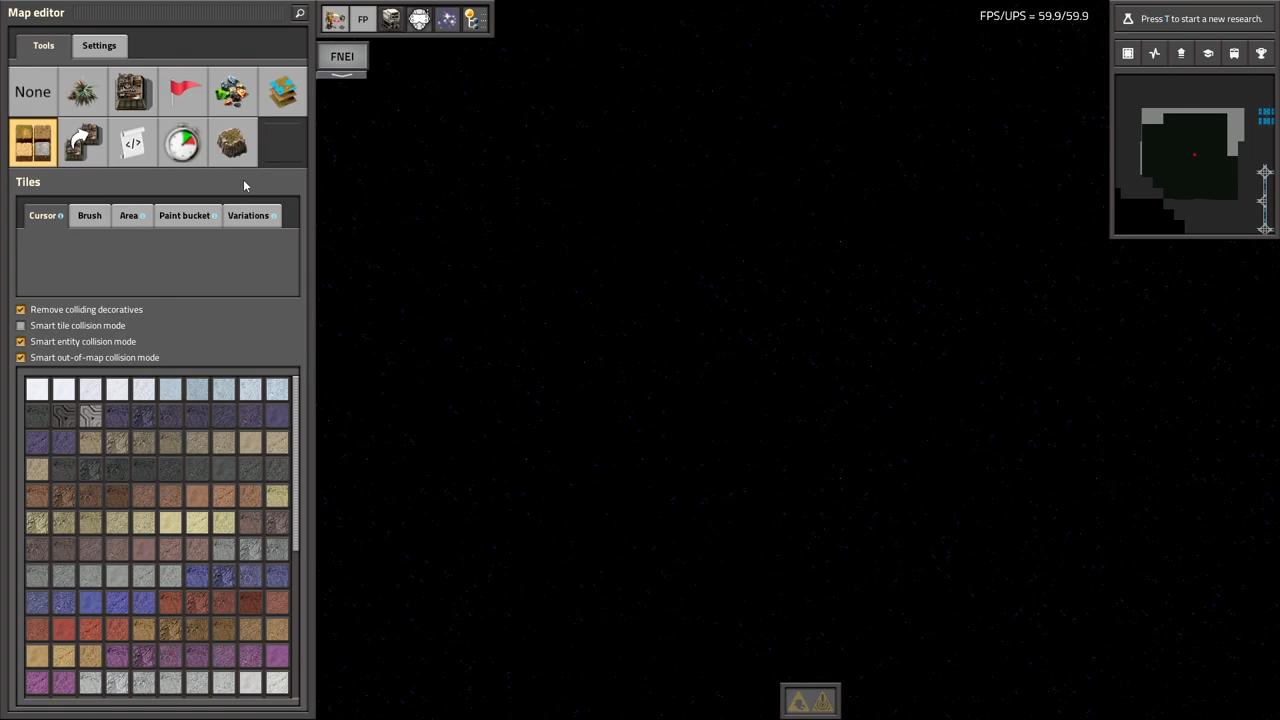 Map editor
FP
FPS/UPS = 59.9/59.9
Press T to start a new research.
Tools
Settings
FNEI
None
</>
Tiles
Cursor
Brush
Area
Paint bucket
Variations
Remove colliding decoratives
Smart tile collision mode
Smart entity collision mode
Smart out-of-map collision mode